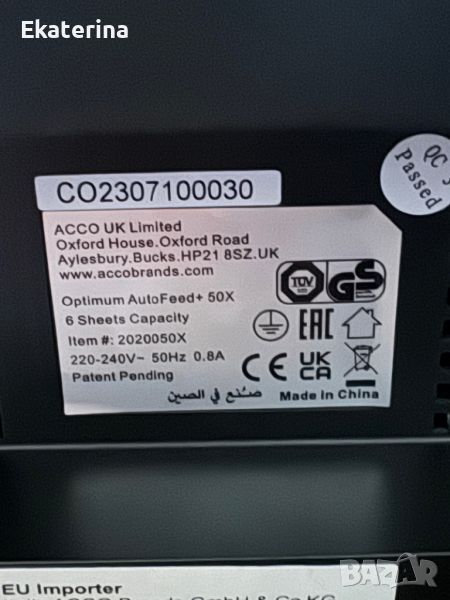 Ekaterina
QC
Passed
CO2307100030
ACCO UK Limited
Oxford House.Oxford Road
Aylesbury.Bucks.HP21 8SZ.UK
www.accobrands.com
Optimum AutoFeed+ 50X
6 Sheets Capacity
Item #: 2020050X
220-240V~ 50Hz 0.8A
Patent Pending
TÜV
GS
EAC
CE
UK
CA
صنع في الصين
Made In China
EU Importer
BAZAR